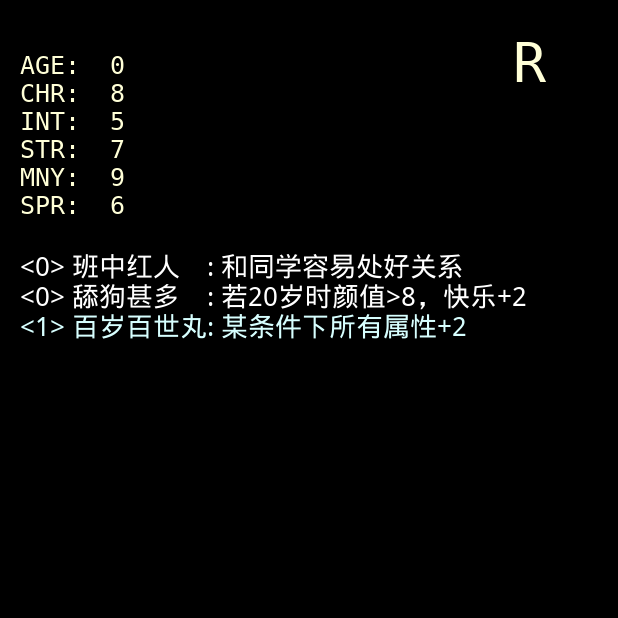 R
AGE: 0
CHR: 8
INT: 5
STR: 7
MNY: 9
SPR: 6
<0> 班中红人 : 和同学容易处好关系
<0> 舔狗甚多 : 若20岁时颜值>8，快乐+2
<1> 百岁百世丸: 某条件下所有属性+2